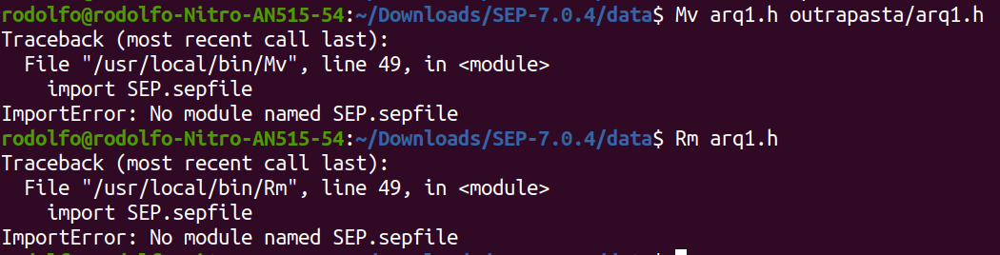 rodolfo@rodolfo-Nitro-AN515-54:~/Downloads/SEP-7.0.4/data$ Mv arq1.h outrapasta/arq1.h
Traceback (most recent call last):
  File "/usr/local/bin/Mv", line 49, in <module>
    import SEP.sepfile
ImportError: No module named SEP.sepfile
rodolfo@rodolfo-Nitro-AN515-54:~/Downloads/SEP-7.0.4/data$ Rm arq1.h
Traceback (most recent call last):
  File "/usr/local/bin/Rm", line 49, in <module>
    import SEP.sepfile
ImportError: No module named SEP.sepfile